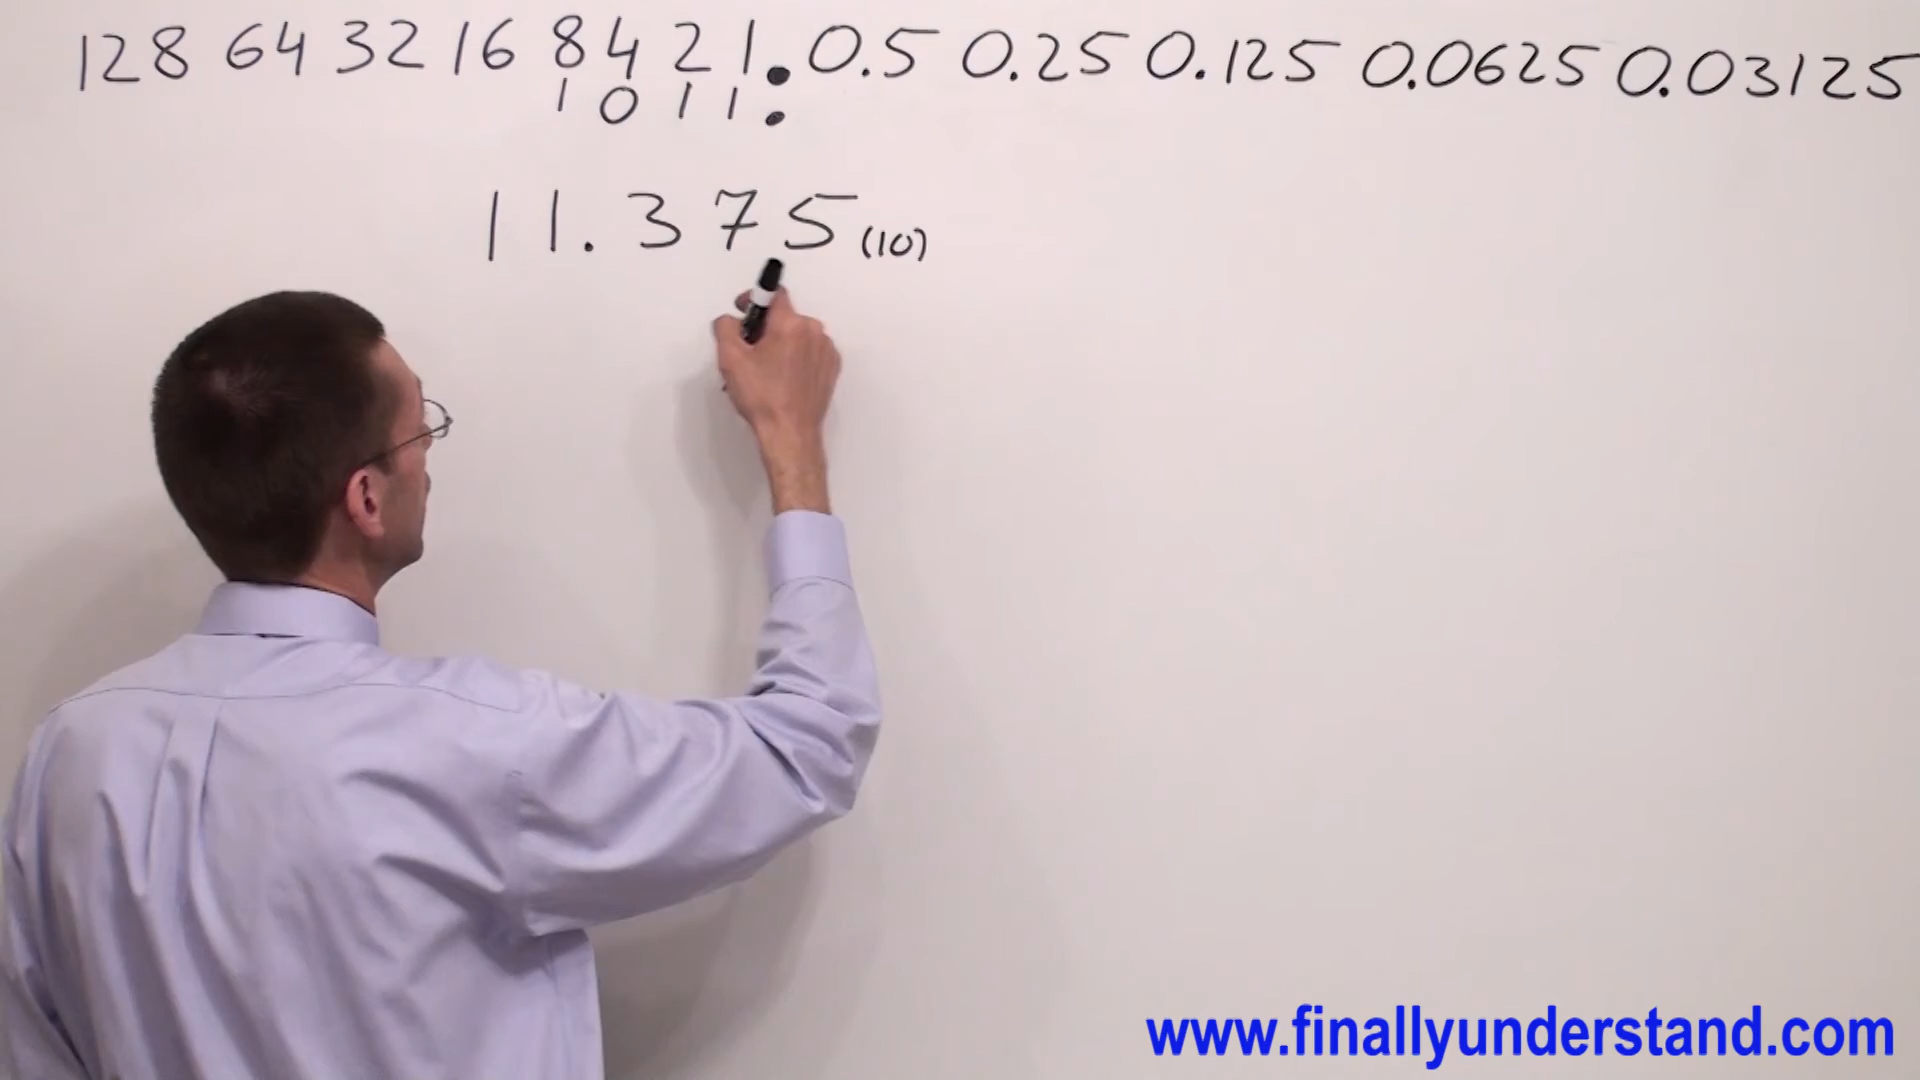 128 64 32 16 8 4 2 1 . 0.5 0.25 0.125 0.0625 0.03125
1 0 1 1 .
11.375 (10)
www.finallyunderstand.com